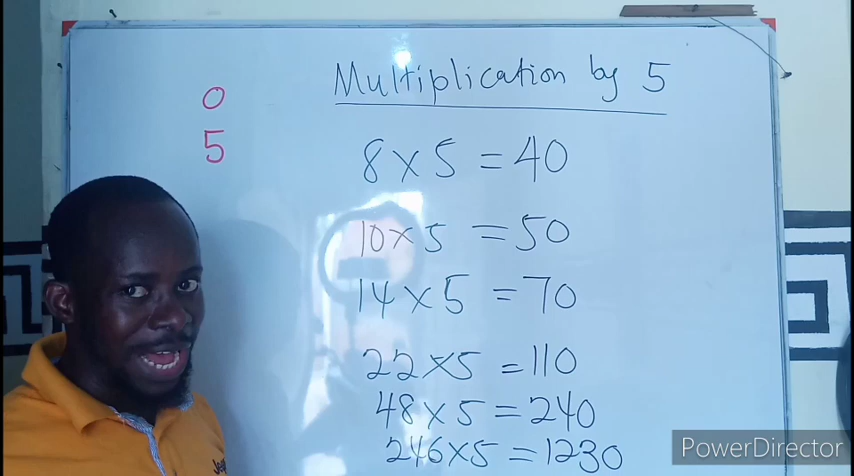 0
5
Multiplication by 5
8 × 5 = 40
10 × 5 = 50
14 × 5 = 70
22 × 5 = 110
48 × 5 = 240
246 × 5 = 1230
PowerDirector